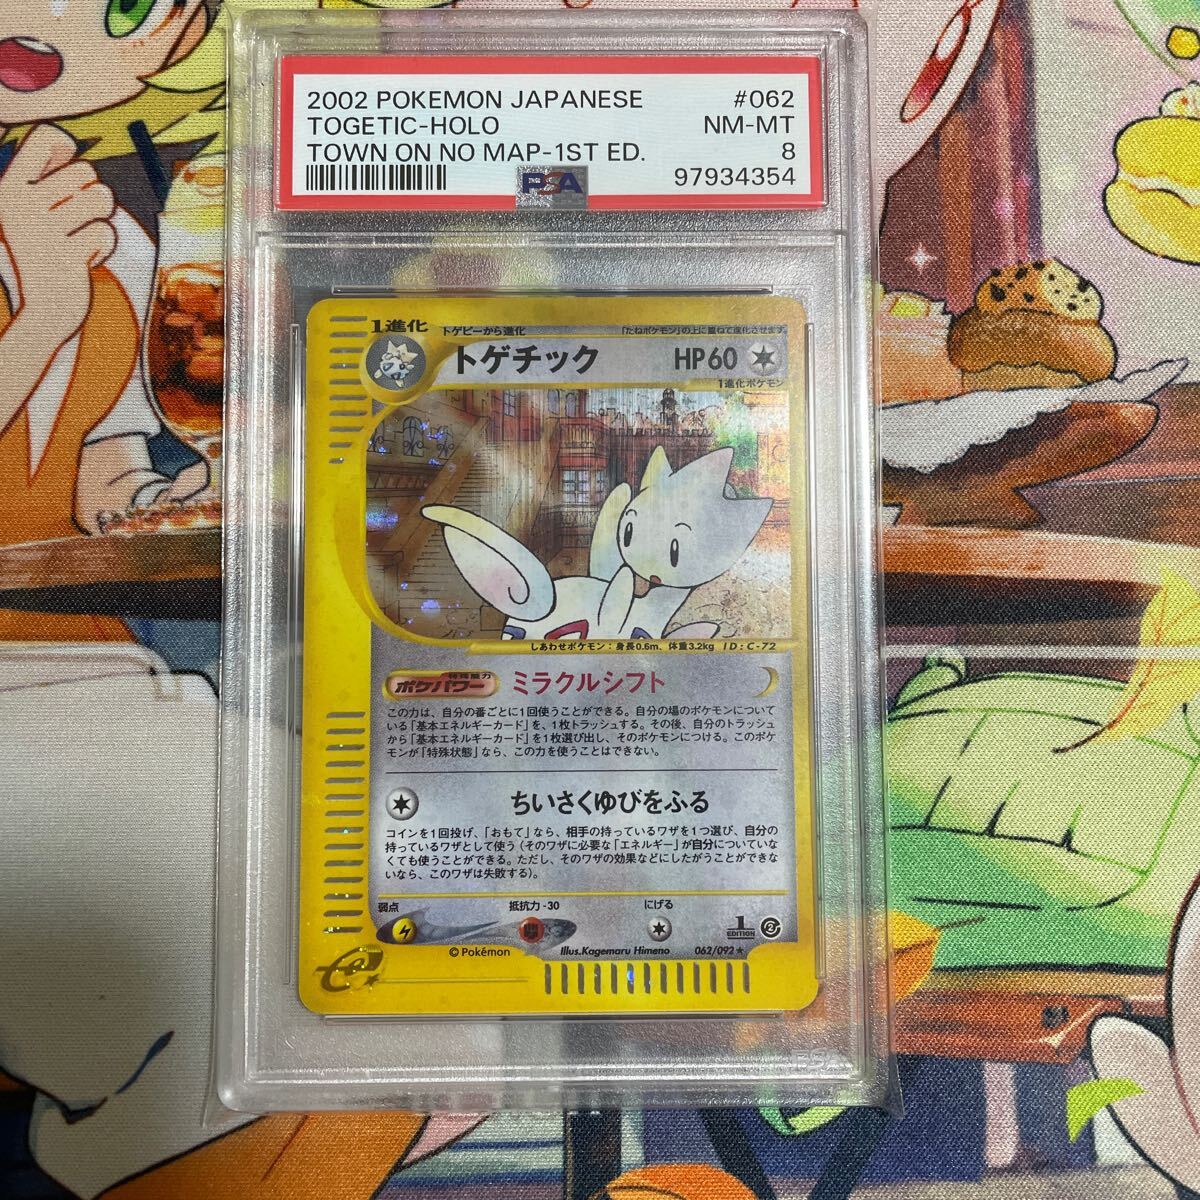 2002 POKEMON JAPANESE #062
TOGETIC-HOLO NM-MT
TOWN ON NO MAP-1ST ED. 8
PSA 97934354
1進化 トゲピーから進化 「たねポケモン」の上に重ねて進化させます
トゲチック HP60
1進化ポケモン
しあわせポケモン：身長0.6m、体重3.2kg ID:C-72
ポケパワー 特殊能力 ミラクルシフト
この力は、自分の番ごとに1回使うことができる。自分の場のポケモンについて
いる「基本エネルギーカード」を、1枚トラッシュする。その後、自分のトラッシュ
から「基本エネルギーカード」を1枚選び出し、そのポケモンにつける。このポケ
モンが「特殊状態」なら、この力を使うことはできない。
ちいさくゆびをふる
コインを1回投げ、「おもて」なら、相手の持っているワザを1つ選び、自分の
持っているワザとして使う（そのワザに必要な「エネルギー」が自分についていな
くても使うことができる。ただし、そのワザの効果などにしたがうことができな
いなら、このワザは失敗する）。
弱点 抵抗力-30 にげる
1 EDITION 2
©Pokémon Illus.Kagemaru Himeno 062/092★
e